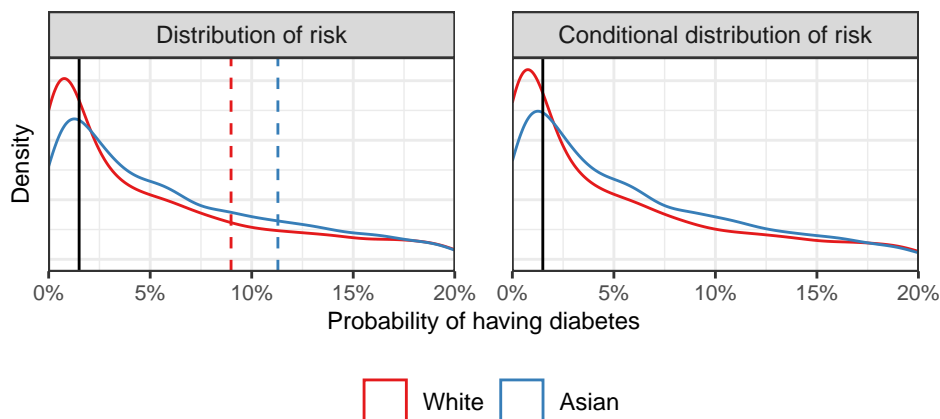 Distribution of risk
Conditional distribution of risk
Density
0% 5% 10% 15% 20%
0% 5% 10% 15% 20%
Probability of having diabetes
White
Asian